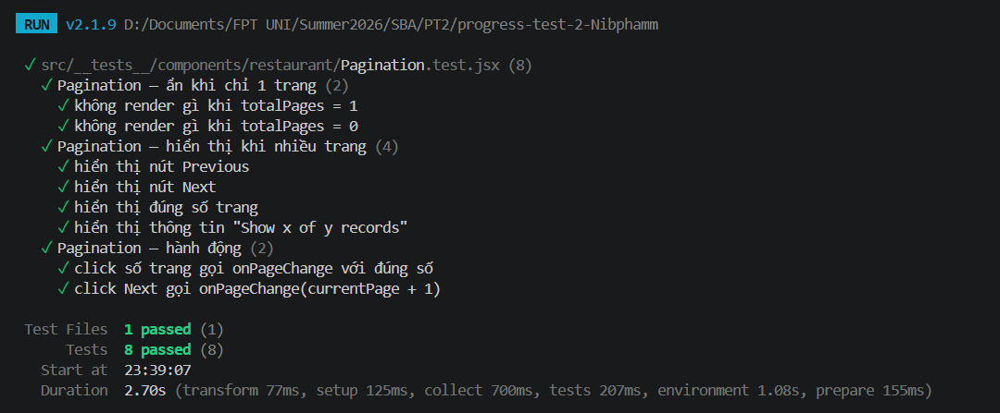 RUN v2.1.9 D:/Documents/FPT UNI/Summer2026/SBA/PT2/progress-test-2-Nibphamm
✓ src/__tests__/components/restaurant/Pagination.test.jsx (8)
✓ Pagination — ẩn khi chỉ 1 trang (2)
✓ không render gì khi totalPages = 1
✓ không render gì khi totalPages = 0
✓ Pagination — hiển thị khi nhiều trang (4)
✓ hiển thị nút Previous
✓ hiển thị nút Next
✓ hiển thị đúng số trang
✓ hiển thị thông tin "Show x of y records"
✓ Pagination — hành động (2)
✓ click số trang gọi onPageChange với đúng số
✓ click Next gọi onPageChange(currentPage + 1)
Test Files 1 passed (1)
Tests 8 passed (8)
Start at 23:39:07
Duration 2.70s (transform 77ms, setup 125ms, collect 700ms, tests 207ms, environment 1.08s, prepare 155ms)